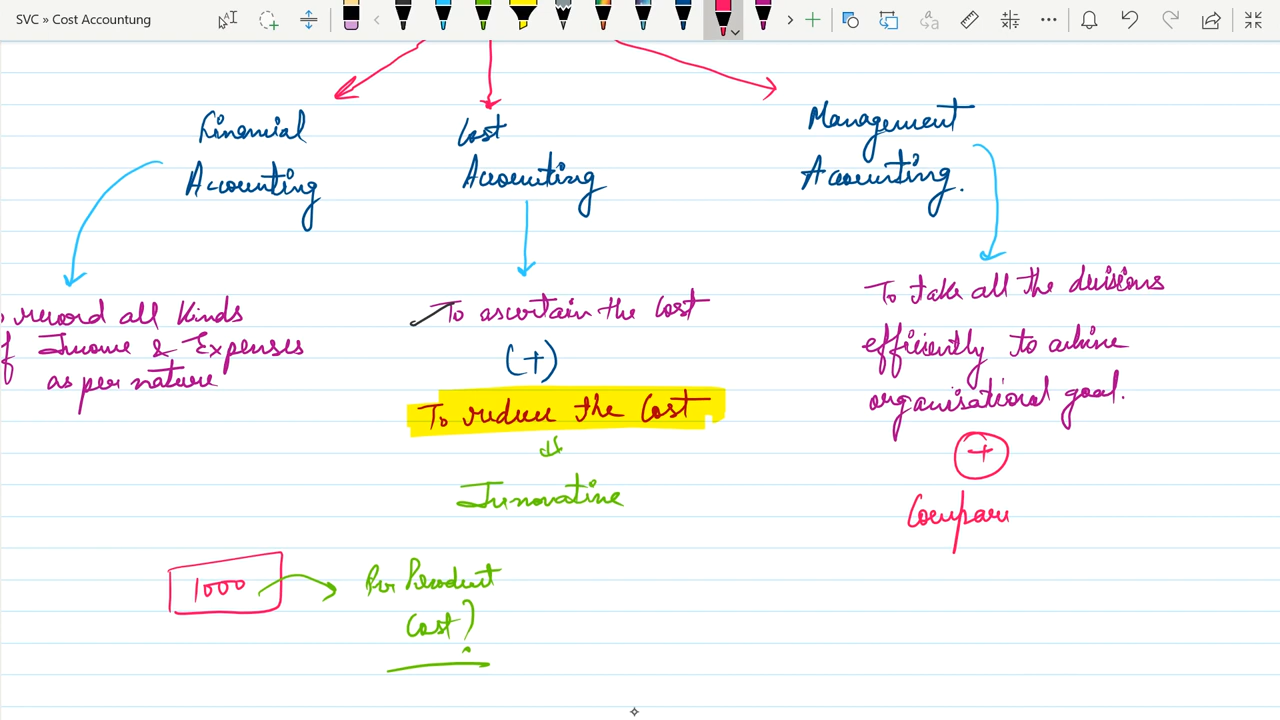 SVC » Cost Accountung
Financial
Accounting
Cost
Accounting
Management
Accounting.
record all kinds
f Income & Expenses
as per nature
To ascertain the cost
(+)
To reduce the cost
Innovative
To take all the decisions
efficiently to achive
organisational goal.
+
Compare
1000
Per Product
Cost?